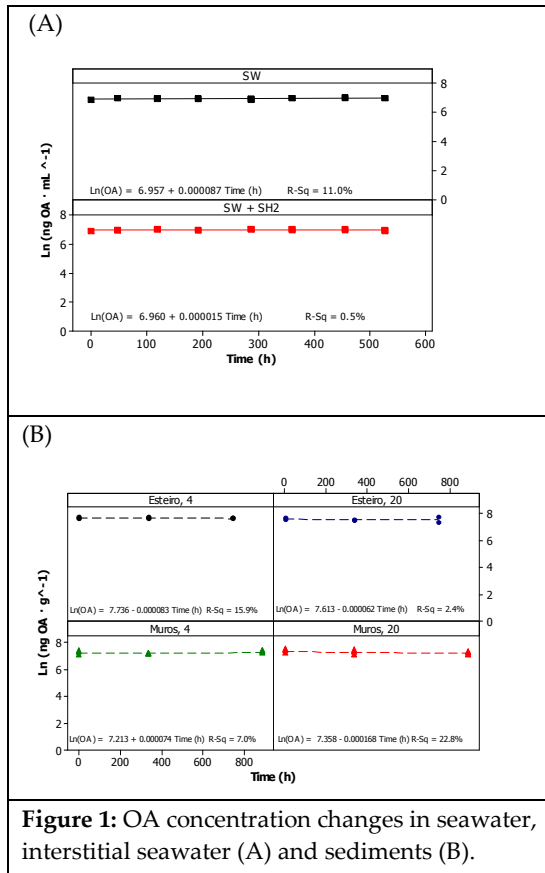 (A)
SW
8
6
4
2
0
Ln(OA) = 6.957 + 0.000087 Time (h) R-Sq = 11.0%
SW + SH2
8
6
4
2
0
Ln(OA) = 6.960 + 0.000015 Time (h) R-Sq = 0.5%
Ln (ng OA · mL ^-1)
0 100 200 300 400 500 600
Time (h)
(B)
0 200 400 600 800
Esteiro, 4 Esteiro, 20
8
6
4
2
0
Ln(OA) = 7.736 - 0.000083 Time (h) R-Sq = 15.9% Ln(OA) = 7.613 - 0.000062 Time (h) R-Sq = 2.4%
Muros, 4 Muros, 20
8
6
4
2
0
Ln(OA) = 7.213 + 0.000074 Time (h) R-Sq = 7.0% Ln(OA) = 7.358 - 0.000168 Time (h) R-Sq = 22.8%
Ln (ng OA · g^-1)
0 200 400 600 800
Time (h)
Figure 1: OA concentration changes in seawater,
interstitial seawater (A) and sediments (B).